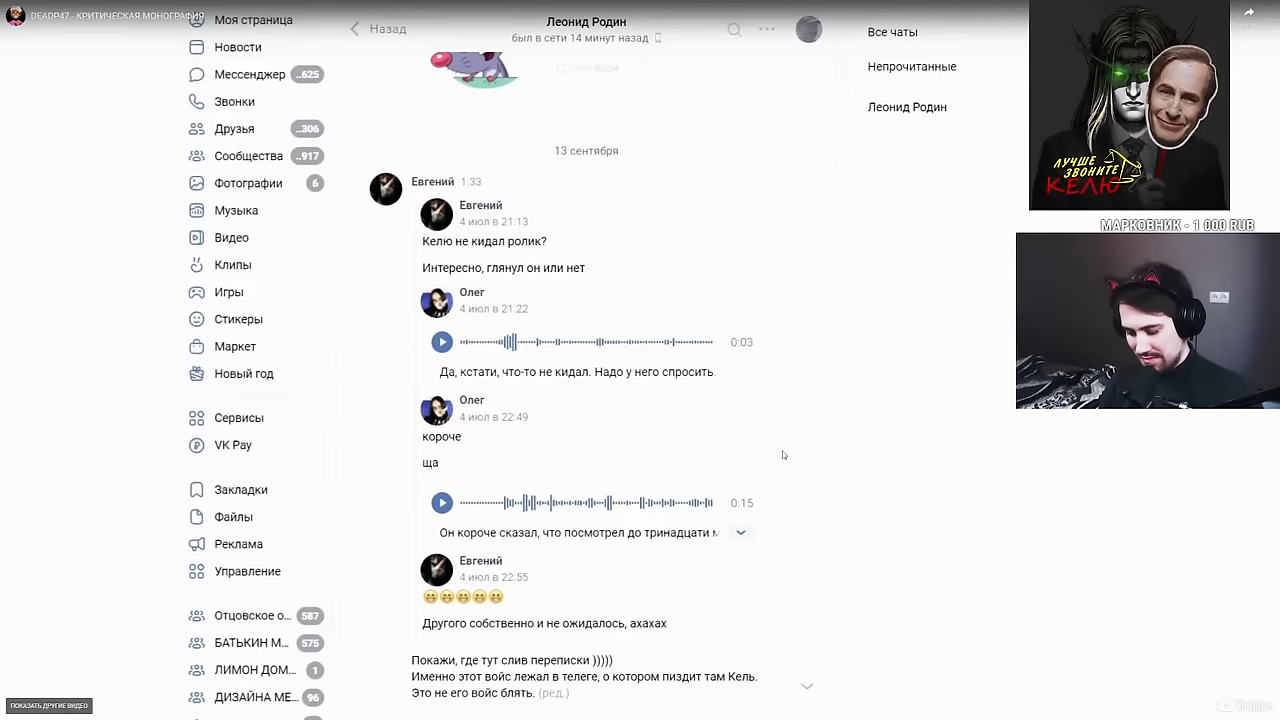 DEADP47 - КРИТИЧЕСКАЯ МОНОГРАФИЯ
Моя страница
Новости
Мессенджер ..625
Звонки
Друзья ..306
Сообщества ..917
Фотографии 6
Музыка
Видео
Клипы
Игры
Стикеры
Маркет
Новый год
Сервисы
VK Pay
Закладки
Файлы
Реклама
Управление
Отцовское о... 587
БАТЬКИН М... 575
ЛИМОН ДОМ... 1
ДИЗАЙНА МЕ... 96
ПОКАЗАТЬ ДРУГИЕ ВИДЕО
Назад
Леонид Родин
был в сети 14 минут назад
12 сентября
13 сентября
Евгений 1:33
Евгений
4 июл в 21:13
Келю не кидал ролик?
Интересно, глянул он или нет
Олег
4 июл в 21:22
0:03
Да, кстати, что-то не кидал. Надо у него спросить.
Олег
4 июл в 22:49
короче
ща
0:15
Он короче сказал, что посмотрел до тринадцати м
Евгений
4 июл в 22:55
Другого собственно и не ожидалось, ахахах
Покажи, где тут слив переписки )))))
Именно этот войс лежал в телеге, о котором пиздит там Кель.
Это не его войс блять. (ред.)
Все чаты
Непрочитанные
Леонид Родин
ЛУЧШЕ
ЗВОНИТЕ
КЕЛЮ
МАРКОВНИК - 1 000 RUB
YouTube